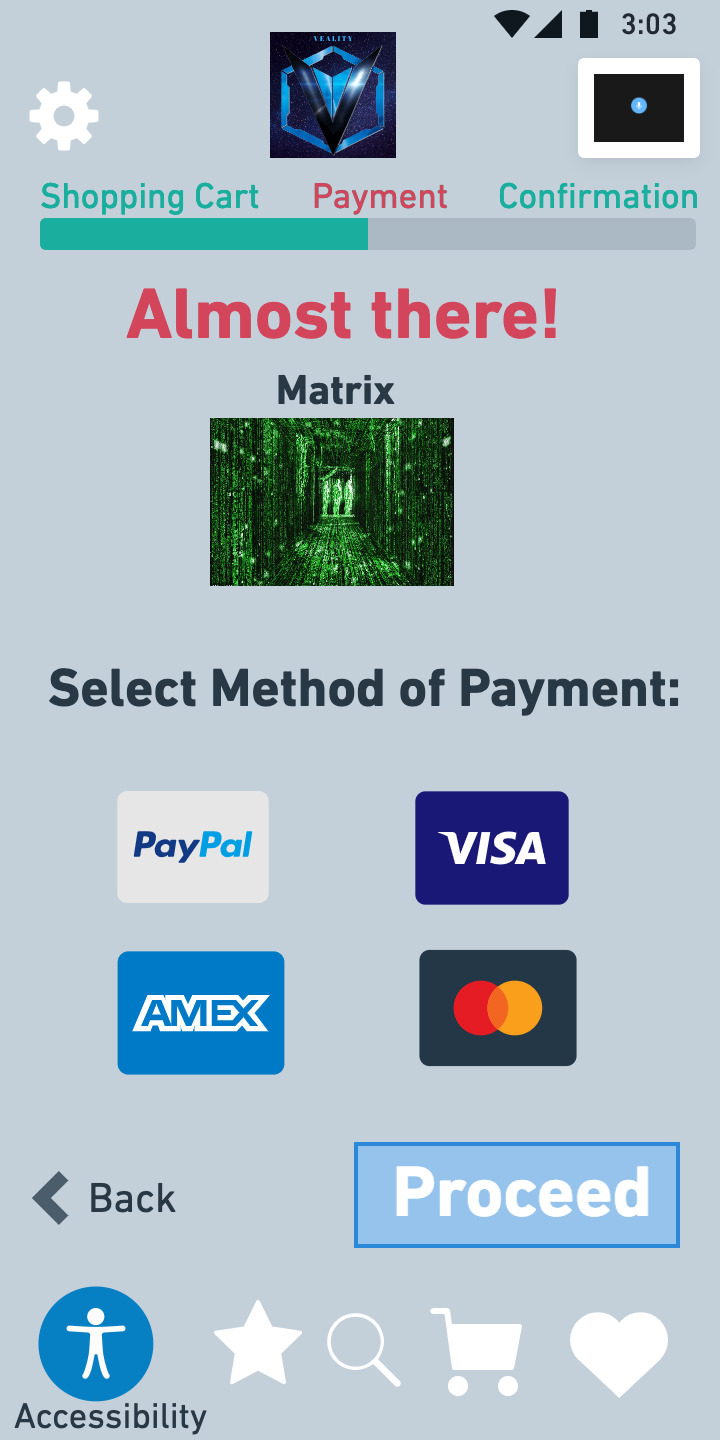 3:03
VEALITY
Shopping Cart Payment Confirmation
Almost there!
Matrix
Select Method of Payment:
PayPal VISA
AMEX
Back Proceed
Accessibility